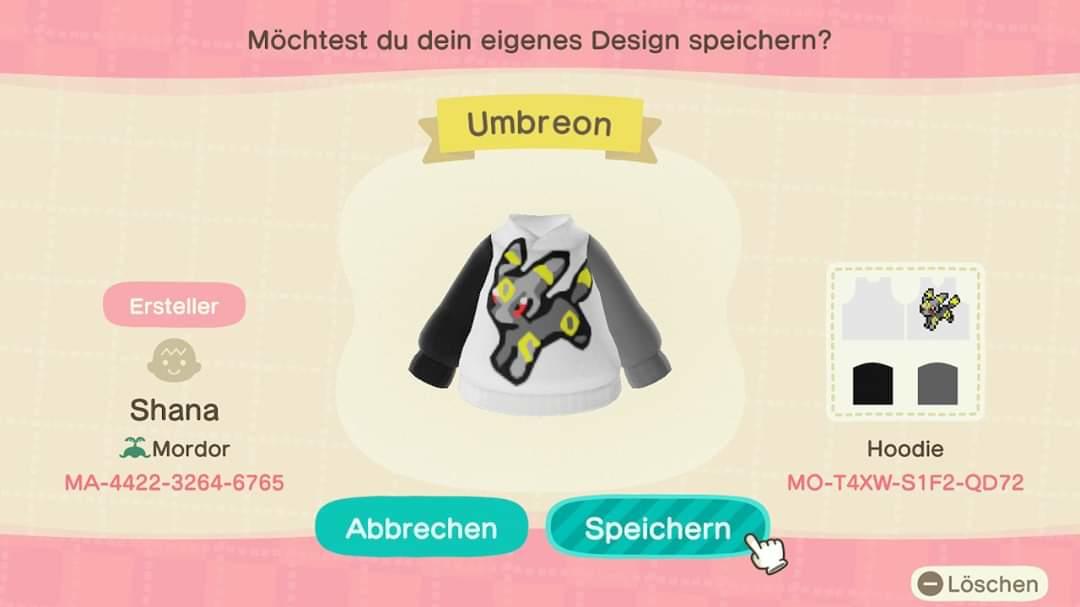 Möchtest du dein eigenes Design speichern?
Umbreon
Ersteller
Shana
Mordor
MA-4422-3264-6765
Hoodie
MO-T4XW-S1F2-QD72
Abbrechen
Speichern
Löschen